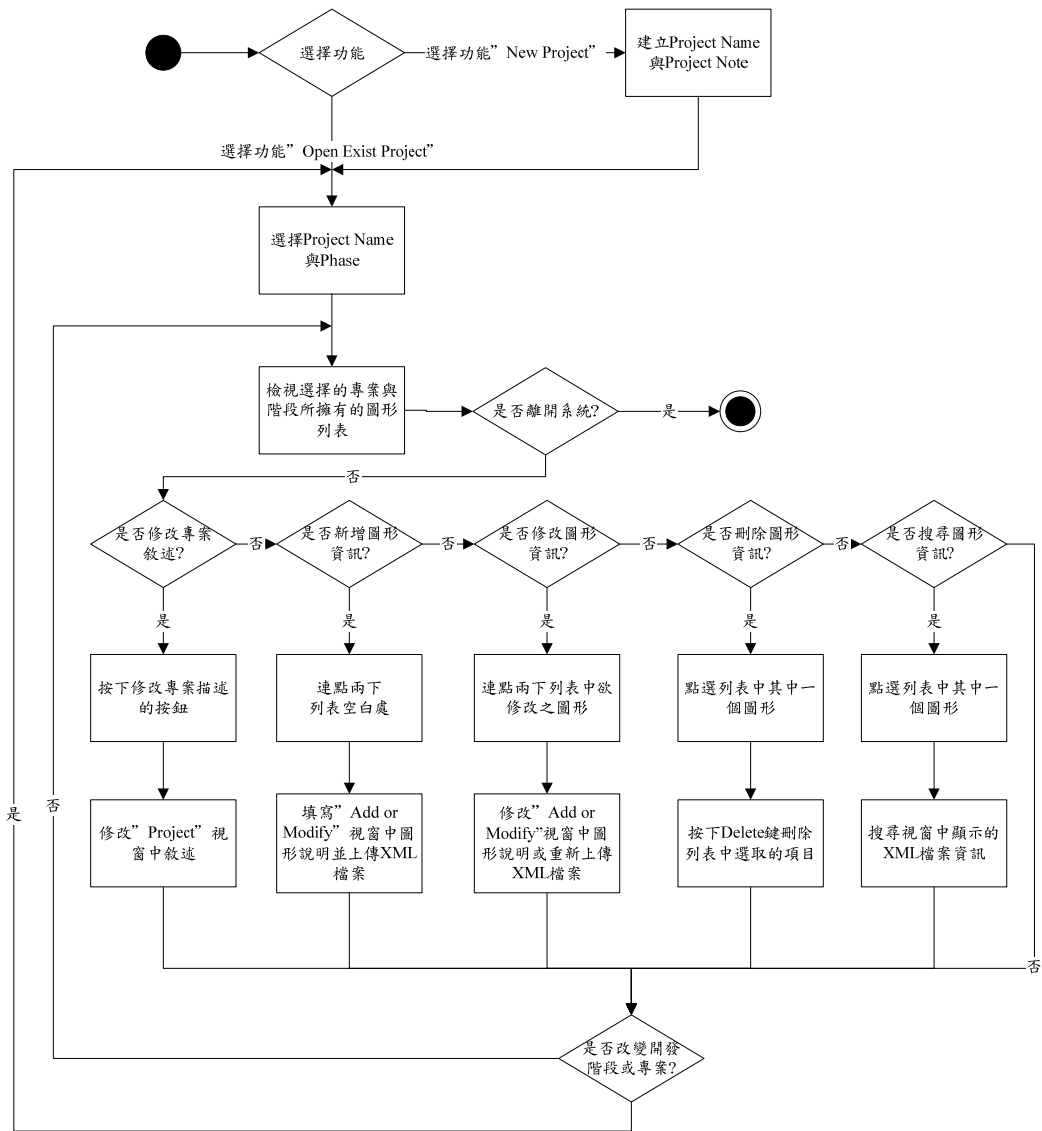 選擇功能
選擇功能”New Project”
建立Project Name
與Project Note
選擇功能”Open Exist Project”
選擇Project Name
與Phase
檢視選擇的專案與
階段所擁有的圖形
列表
是否離開系統?
是
否
是否修改專案
敘述?
否
是否新增圖形
資訊?
否
是否修改圖形
資訊?
否
是否刪除圖形
資訊?
否
是否搜尋圖形
資訊?
是
是
是
是
是
按下修改專案描述
的按鈕
連點兩下
列表空白處
連點兩下列表中欲
修改之圖形
點選列表中其中一
個圖形
點選列表中其中一
個圖形
是
否
修改”Project”視
窗中敘述
填寫”Add or
Modify”視窗中圖
形說明並上傳XML
檔案
修改”Add or
Modify”視窗中圖
形說明或重新上傳
XML檔案
按下Delete鍵刪除
列表中選取的項目
搜尋視窗中顯示的
XML檔案資訊
否
是否改變開發
階段或專案?